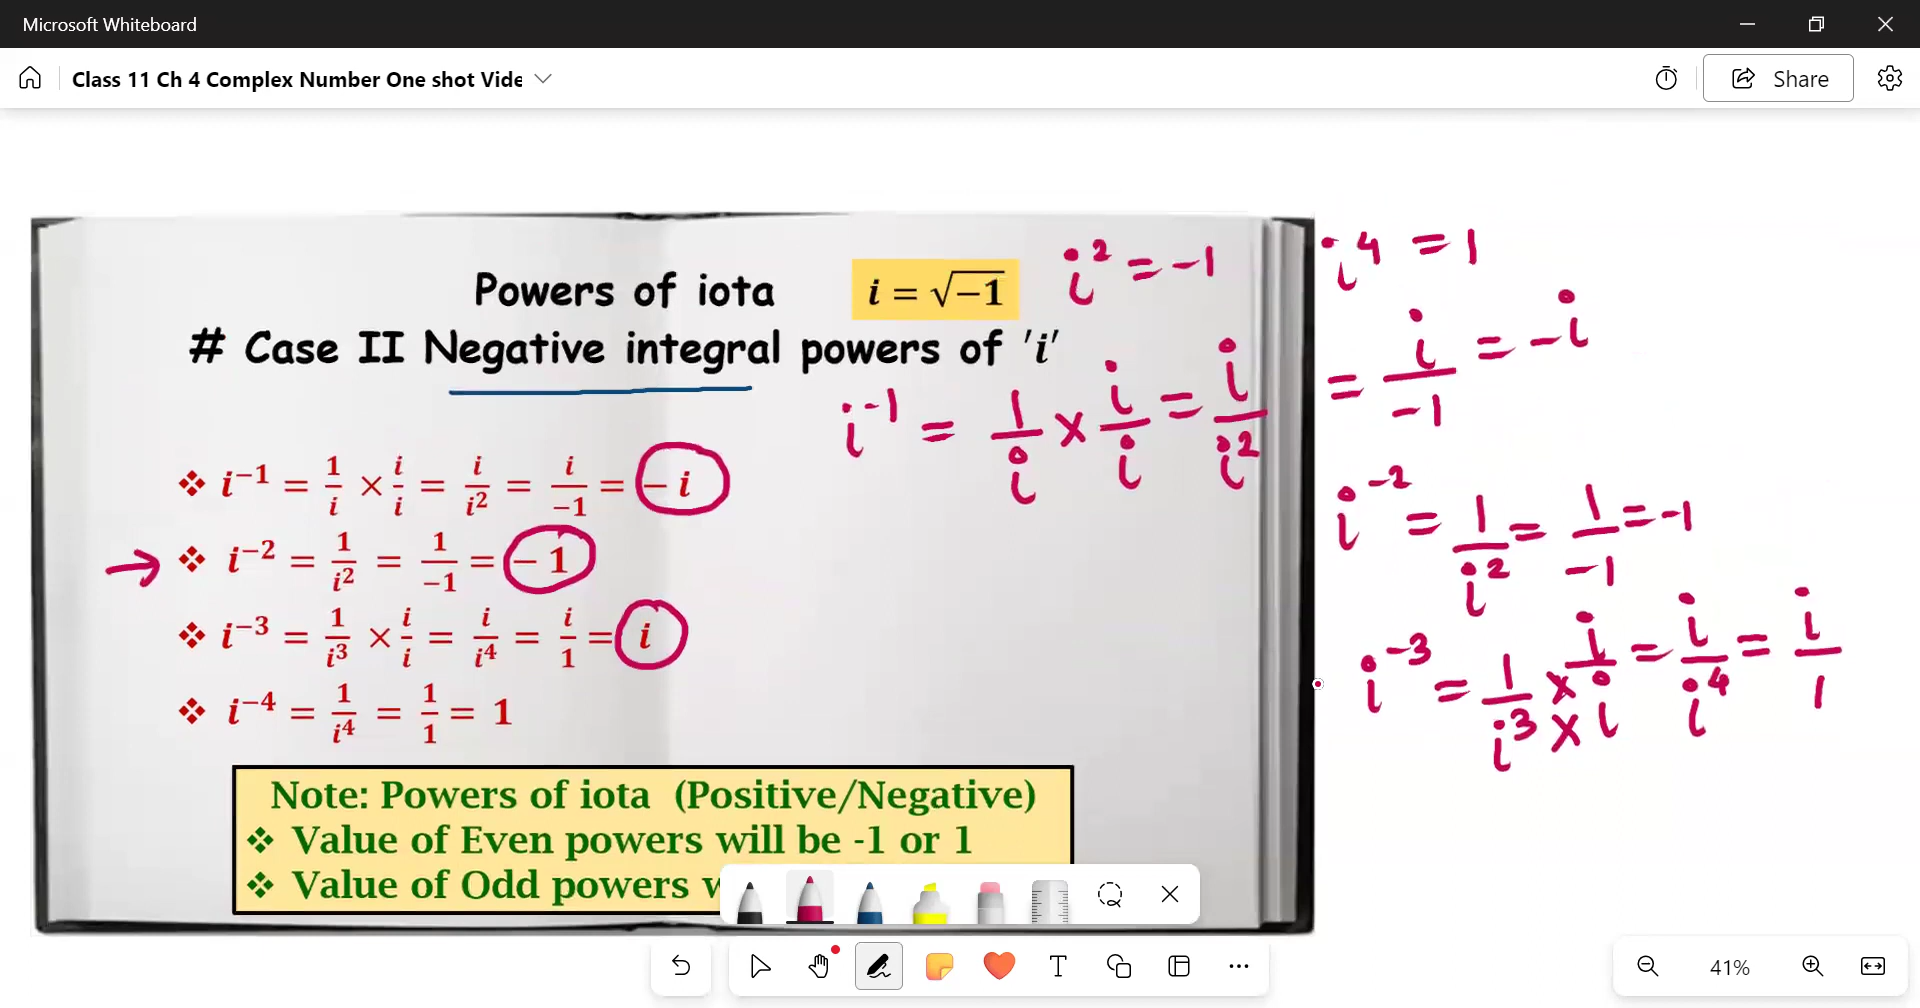 Microsoft Whiteboard
Class 11 Ch 4 Complex Number One shot Vide
Share
Powers of iota
i = √−1
# Case II Negative integral powers of 'i'
❖ i⁻¹ = 1/i × i/i = i/i² = i/−1 = − i
❖ i⁻² = 1/i² = 1/−1 = − 1
❖ i⁻³ = 1/i³ × i/i = i/i⁴ = i/1 = i
❖ i⁻⁴ = 1/i⁴ = 1/1 = 1
Note: Powers of iota (Positive/Negative)
❖ Value of Even powers will be -1 or 1
❖ Value of Odd powers
i² = −1
i⁴ = 1
i⁻¹ = 1/i × i/i = i/i² = i/−1 = −i
i⁻² = 1/i² = 1/−1 = −1
i⁻³ = 1/i³ × i/× i = i/i⁴ = i/1
41%